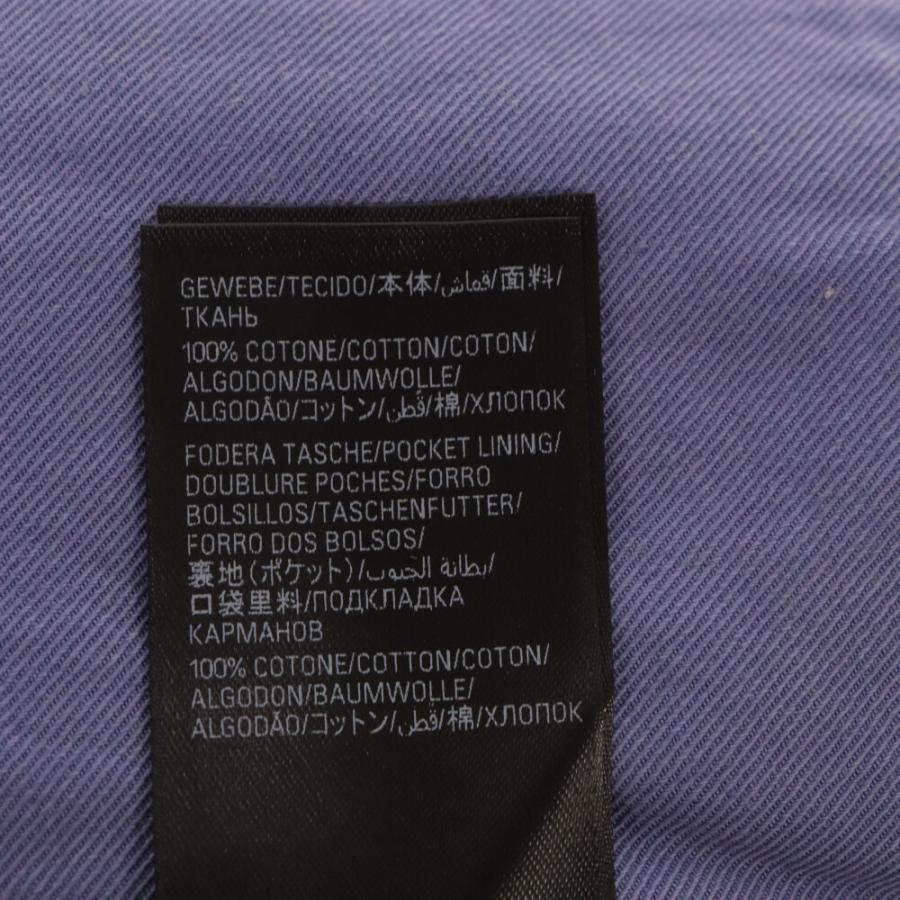 GEWEBE/TECIDO/本体/قماش/面料/
ТКАНЬ
100% COTONE/COTTON/COTON/
ALGODON/BAUMWOLLE/
ALGODÃO/コットン/قطن/棉/ХЛОПОК
FODERA TASCHE/POCKET LINING/
DOUBLURE POCHES/FORRO
BOLSILLOS/TASCHENFUTTER/
FORRO DOS BOLSOS/
裏地(ポケット)/بطانة الجيوب/
口袋里料/ПОДКЛАДКА
КАРМАНОВ
100% COTONE/COTTON/COTON/
ALGODON/BAUMWOLLE/
ALGODÃO/コットン/قطن/棉/ХЛОПОК